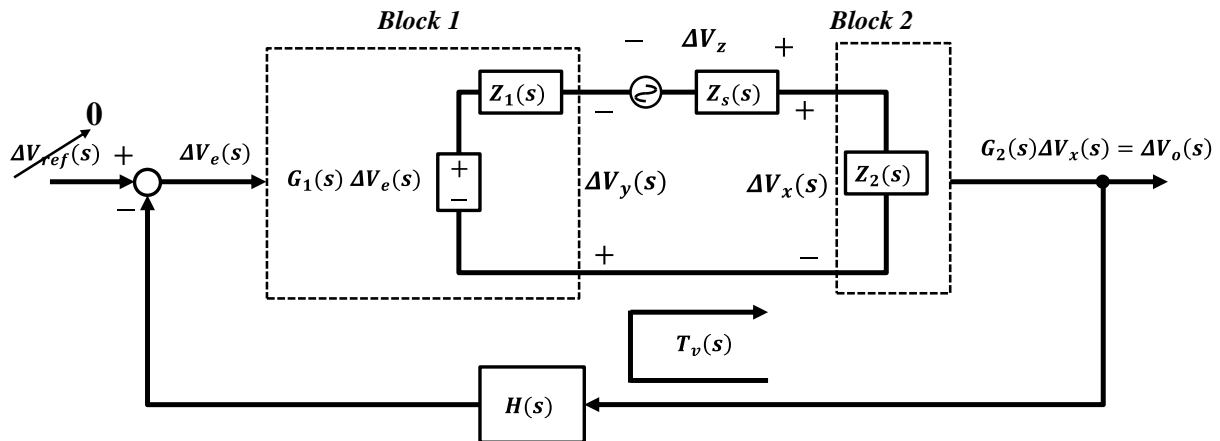 Block 1
Block 2
0
ΔV_ref(s)
+
−
ΔV_e(s)
G_1(s) ΔV_e(s)
+
−
Z_1(s)
−
ΔV_z
+
−
Z_s(s)
+
ΔV_y(s)
ΔV_x(s)
Z_2(s)
+
−
G_2(s)ΔV_x(s) = ΔV_o(s)
T_v(s)
H(s)